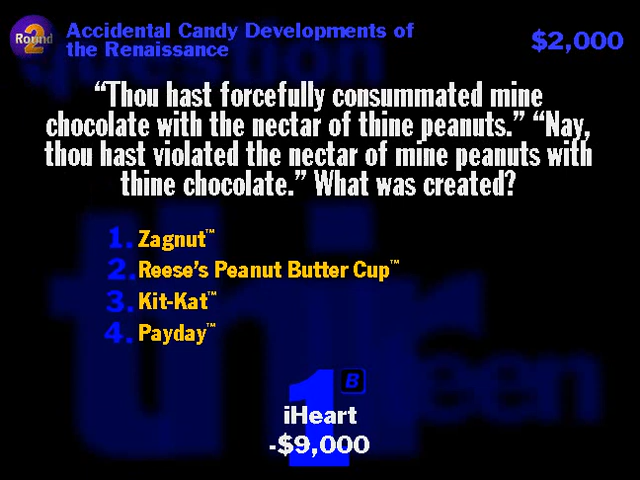 Round 2
Accidental Candy Developments of
the Renaissance
$2,000
“Thou hast forcefully consummated mine
chocolate with the nectar of thine peanuts.” “Nay,
thou hast violated the nectar of mine peanuts with
thine chocolate.” What was created?
1. Zagnut™
2. Reese's Peanut Butter Cup™
3. Kit-Kat™
4. Payday™
1 B
iHeart
-$9,000
question
thirteen